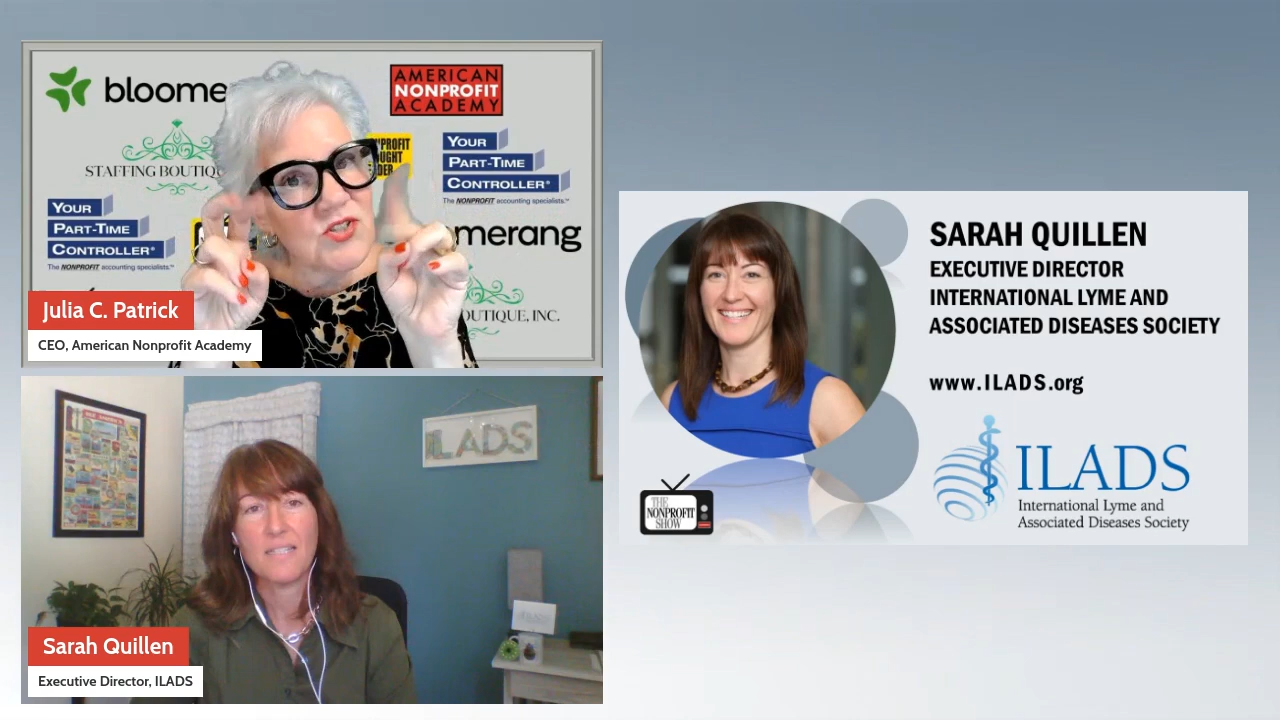 bloome
AMERICAN
NONPROFIT
ACADEMY
STAFFING BOUTIQU
YOUR
PART-TIME
CONTROLLER®
The NONPROFIT accounting specialists.™
YOUR
PART-TIME
CONTROLLER®
The NONPROFIT accounting specialists.™
merang
OUTIQUE, INC.
Julia C. Patrick
CEO, American Nonprofit Academy
ILADS
Sarah Quillen
Executive Director, ILADS
SARAH QUILLEN
EXECUTIVE DIRECTOR
INTERNATIONAL LYME AND
ASSOCIATED DISEASES SOCIETY
www.ILADS.org
ILADS
International Lyme and
Associated Diseases Society
THE
NONPROFIT
SHOW